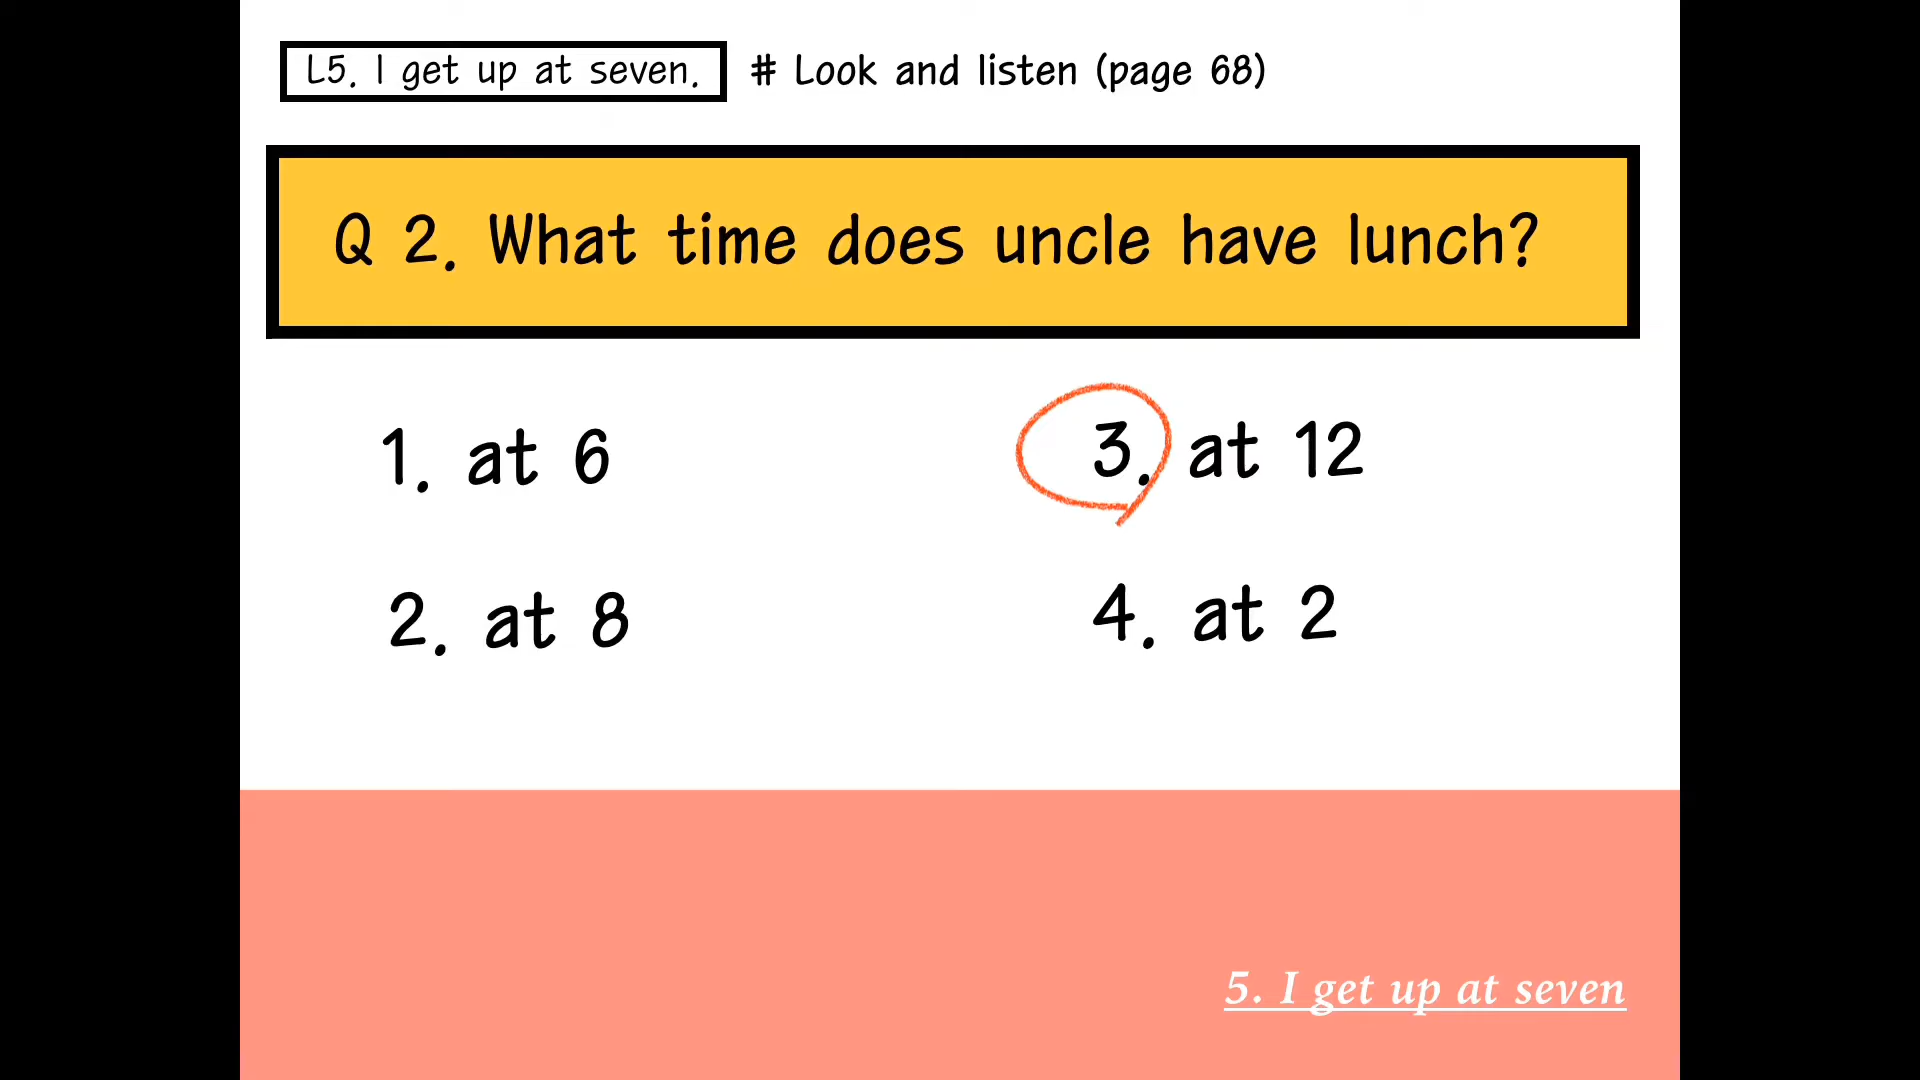 L5. I get up at seven. # Look and listen (page 68)
Q 2. What time does uncle have lunch?
1. at 6
3. at 12
2. at 8
4. at 2
5. I get up at seven